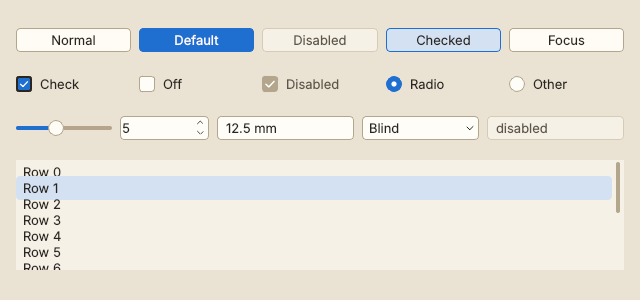 Normal Default Disabled Checked Focus
Check Off Disabled Radio Other
5 12.5 mm Blind disabled
Row 0
Row 1
Row 2
Row 3
Row 4
Row 5
Row 6